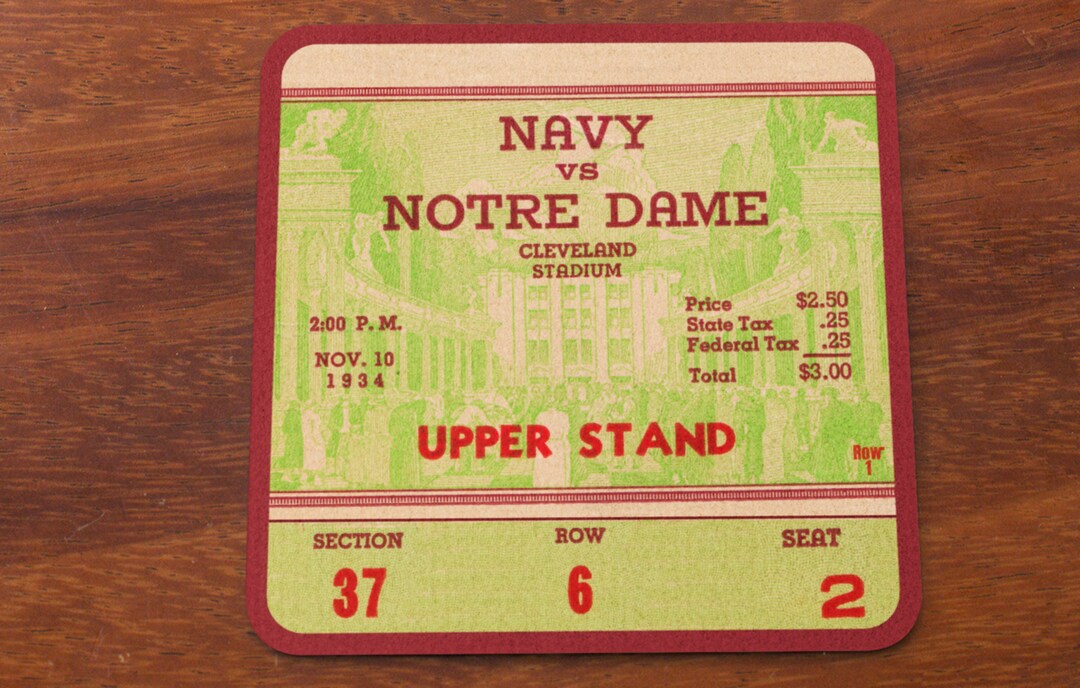 NAVY
VS
NOTRE DAME
CLEVELAND
STADIUM
2:00 P.M.
NOV. 10
1934
Price $2.50
State Tax .25
Federal Tax .25
Total $3.00
UPPER STAND
Row
1
SECTION ROW SEAT
37 6 2